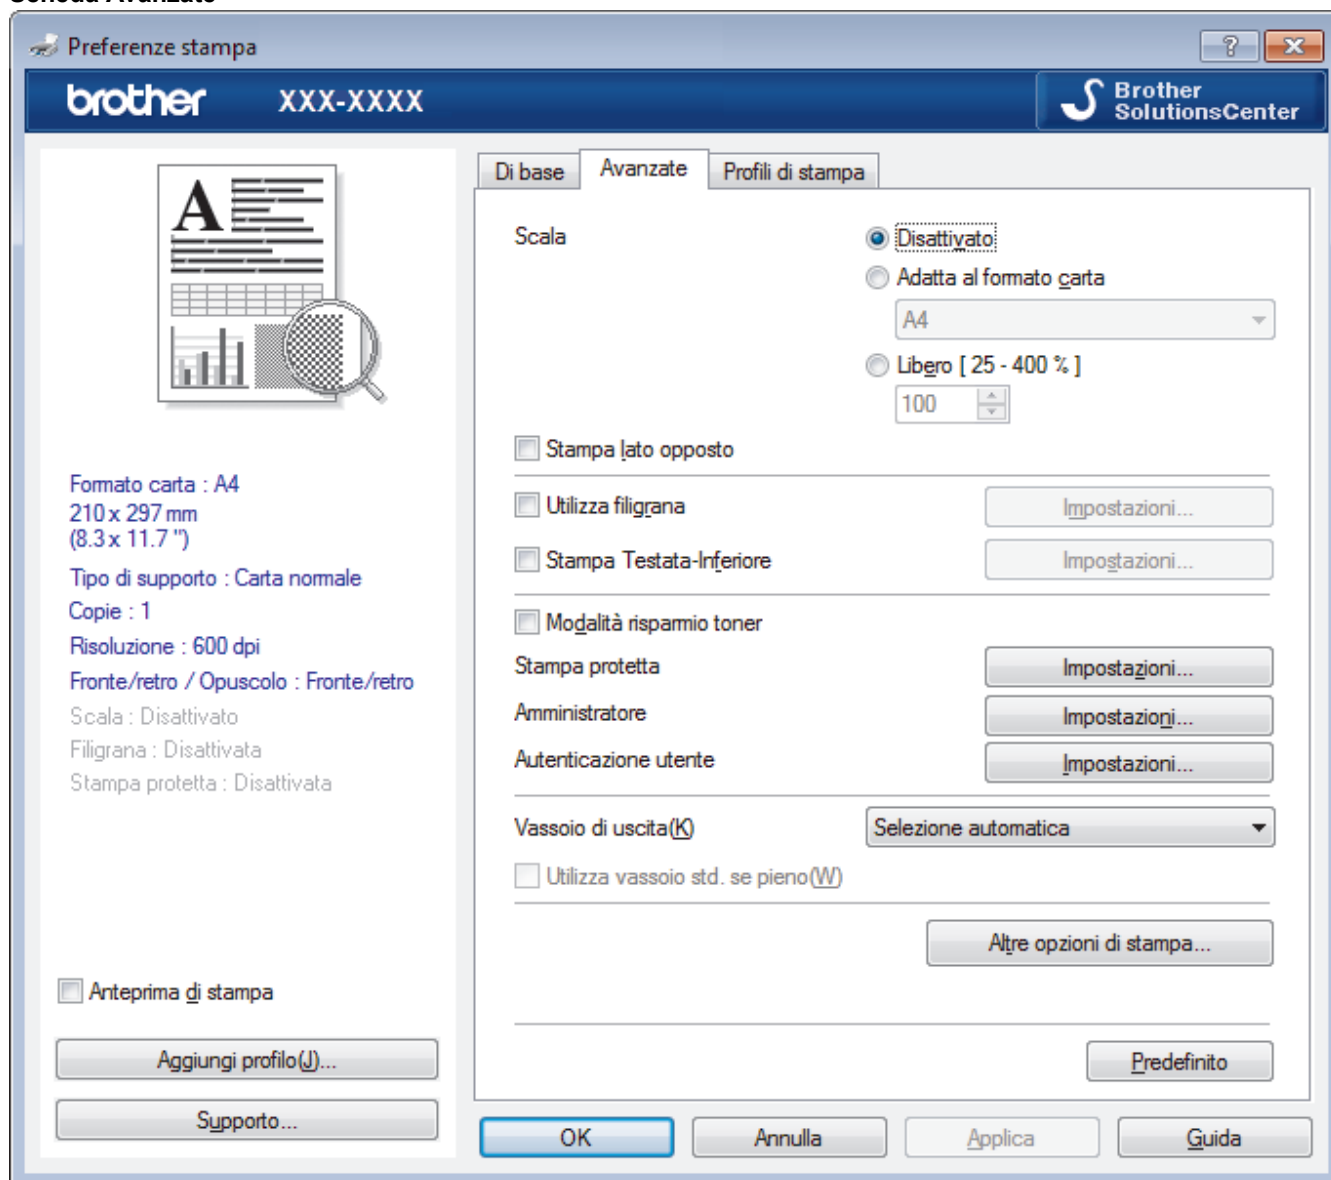 Scheda Avanzate
Preferenze stampa
brother XXX-XXXX
Brother
SolutionsCenter
A
Formato carta : A4
210 x 297 mm
(8.3 x 11.7 ")
Tipo di supporto : Carta normale
Copie : 1
Risoluzione : 600 dpi
Fronte/retro / Opuscolo : Fronte/retro
Scala : Disattivato
Filigrana : Disattivata
Stampa protetta : Disattivata
Anteprima di stampa
Aggiungi profilo(J)...
Supporto...
Di base Avanzate Profili di stampa
Scala
Disattivato
Adatta al formato carta
A4
Libero [ 25 - 400 % ]
100
Stampa lato opposto
Utilizza filigrana Impostazioni...
Stampa Testata-Inferiore Impostazioni...
Modalità risparmio toner
Stampa protetta Impostazioni...
Amministratore Impostazioni...
Autenticazione utente Impostazioni...
Vassoio di uscita(K) Selezione automatica
Utilizza vassoio std. se pieno(W)
Altre opzioni di stampa...
Predefinito
OK Annulla Applica Guida